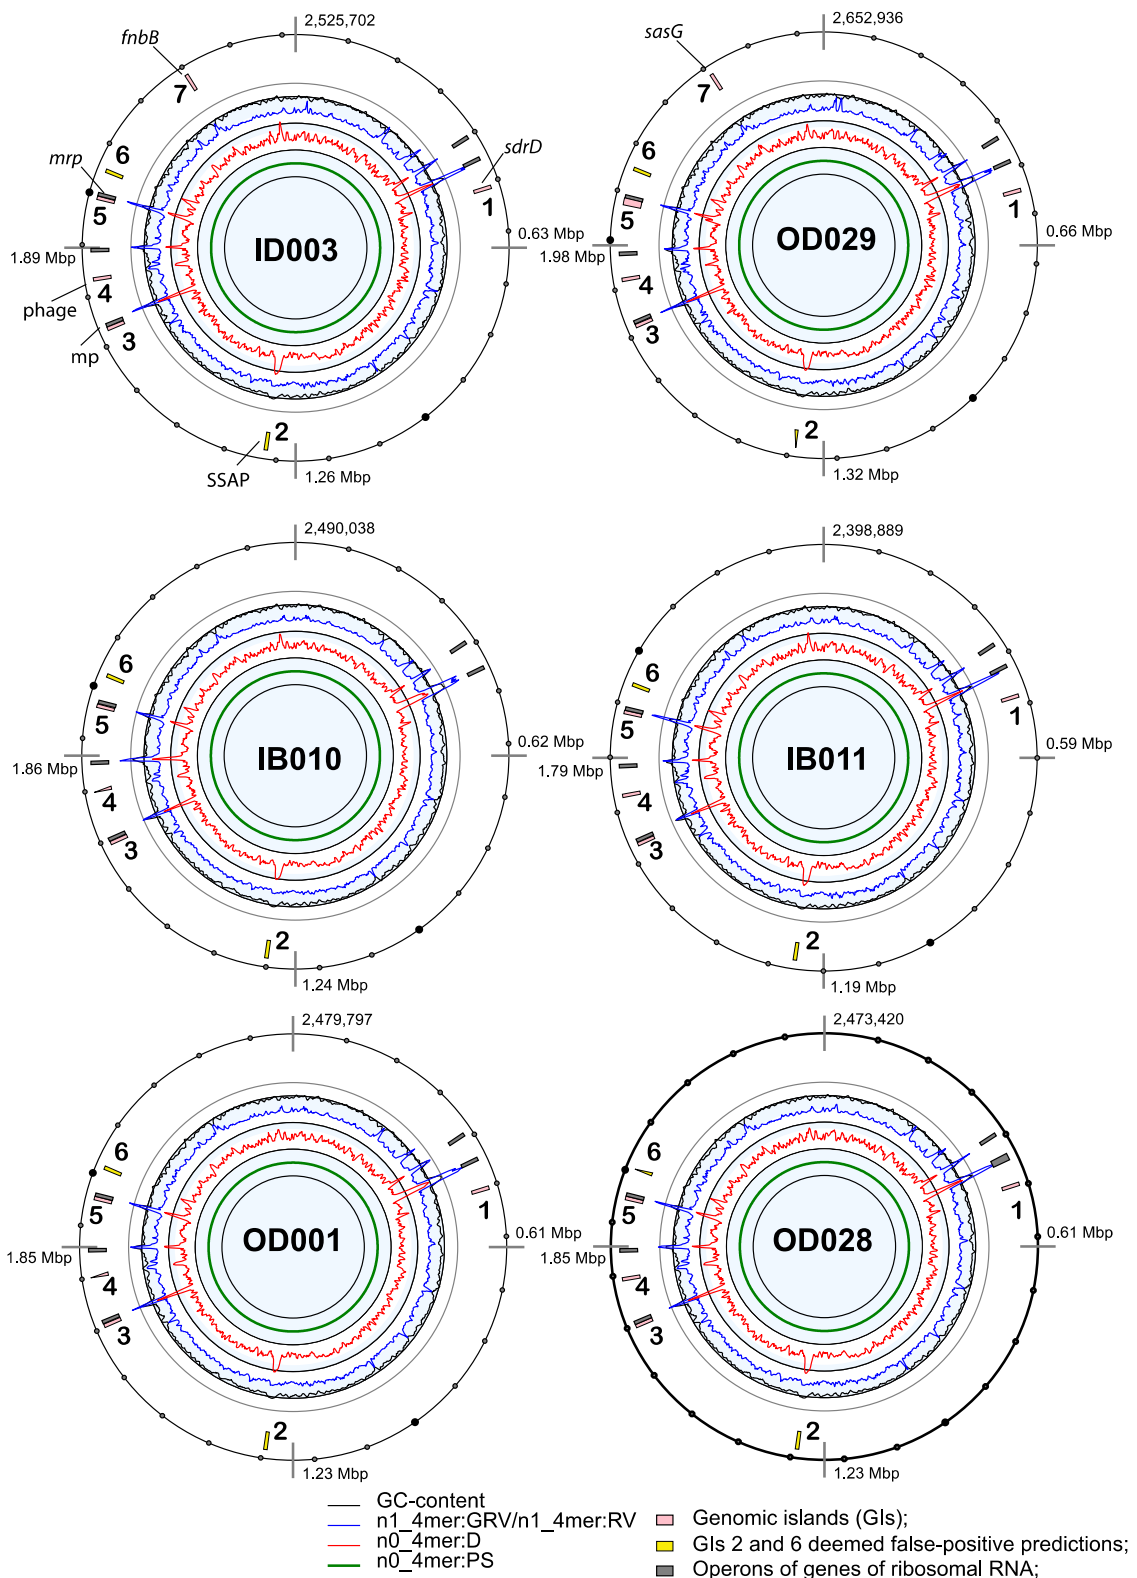 2,525,702
fnbB
7
6
mrp
5
sdrD
1
ID003
0.63 Mbp
1.89 Mbp
4
phage
3
mp
2
SSAP
1.26 Mbp
2,652,936
sasG
7
6
5
1
OD029
0.66 Mbp
1.98 Mbp
4
3
2
1.32 Mbp
2,490,038
6
5
IB010
0.62 Mbp
1.86 Mbp
4
3
2
1.24 Mbp
2,398,889
6
5
1
IB011
0.59 Mbp
1.79 Mbp
4
3
2
1.19 Mbp
2,479,797
6
5
1
OD001
0.61 Mbp
1.85 Mbp
4
3
2
1.23 Mbp
2,473,420
6
5
1
OD028
0.61 Mbp
1.85 Mbp
4
3
2
1.23 Mbp
GC-content
n1_4mer:GRV/n1_4mer:RV
n0_4mer:D
n0_4mer:PS
Genomic islands (GIs);
GIs 2 and 6 deemed false-positive predictions;
Operons of genes of ribosomal RNA;